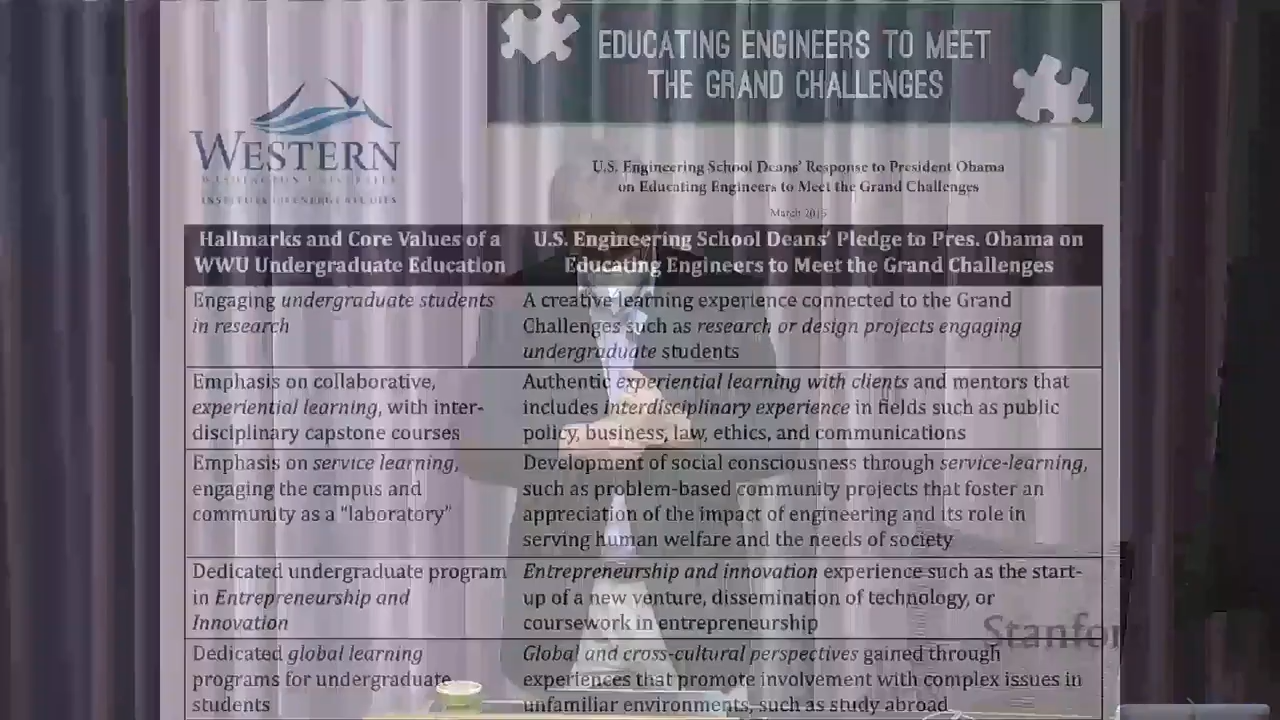 EDUCATING ENGINEERS TO MEET
THE GRAND CHALLENGES
WESTERN
WASHINGTON UNIVERSITY
INSTITUTE FOR ENERGY STUDIES
U.S. Engineering School Deans' Response to President Obama
on Educating Engineers to Meet the Grand Challenges
March 2015
Hallmarks and Core Values of a
WWU Undergraduate Education
U.S. Engineering School Deans' Pledge to Pres. Obama on
Educating Engineers to Meet the Grand Challenges
Engaging undergraduate students
in research
A creative learning experience connected to the Grand
Challenges such as research or design projects engaging
undergraduate students
Emphasis on collaborative,
experiential learning, with inter-
disciplinary capstone courses
Authentic experiential learning with clients and mentors that
includes interdisciplinary experience in fields such as public
policy, business, law, ethics, and communications
Emphasis on service learning,
engaging the campus and
community as a "laboratory"
Development of social consciousness through service-learning,
such as problem-based community projects that foster an
appreciation of the impact of engineering and its role in
serving human welfare and the needs of society
Dedicated undergraduate program
in Entrepreneurship and
Innovation
Entrepreneurship and innovation experience such as the start-
up of a new venture, dissemination of technology, or
coursework in entrepreneurship
Dedicated global learning
programs for undergraduate
students
Global and cross-cultural perspectives gained through
experiences that promote involvement with complex issues in
unfamiliar environments, such as study abroad
Stanfor